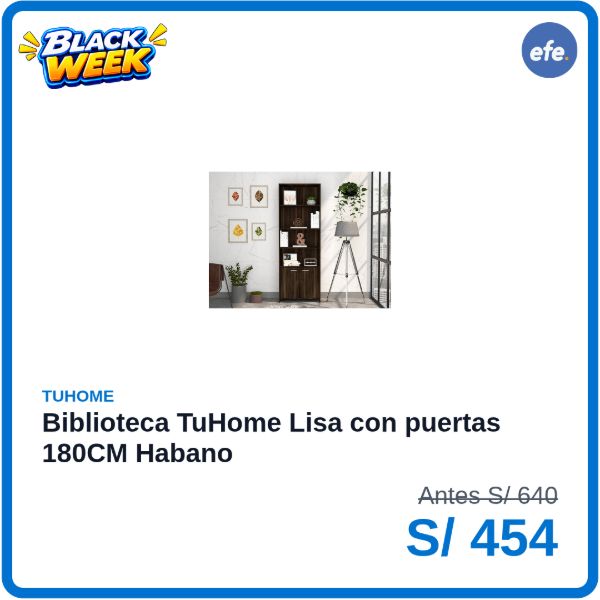 BLACK
WEEK
efe.
TUHOME
Biblioteca TuHome Lisa con puertas
180CM Habano
Antes S/ 640
S/ 454